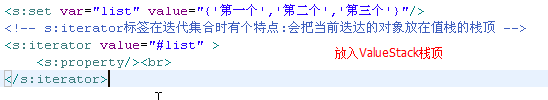 <s:set var="list" value="{'第一个','第二个','第三个'}"/>
<!-- s:iterator标签在迭代集合时有个特点:会把当前迭代的对象放在值栈的栈顶 -->
<s:iterator value="#list" >
放入ValueStack栈顶
<s:property/><br>
</s:iterator>